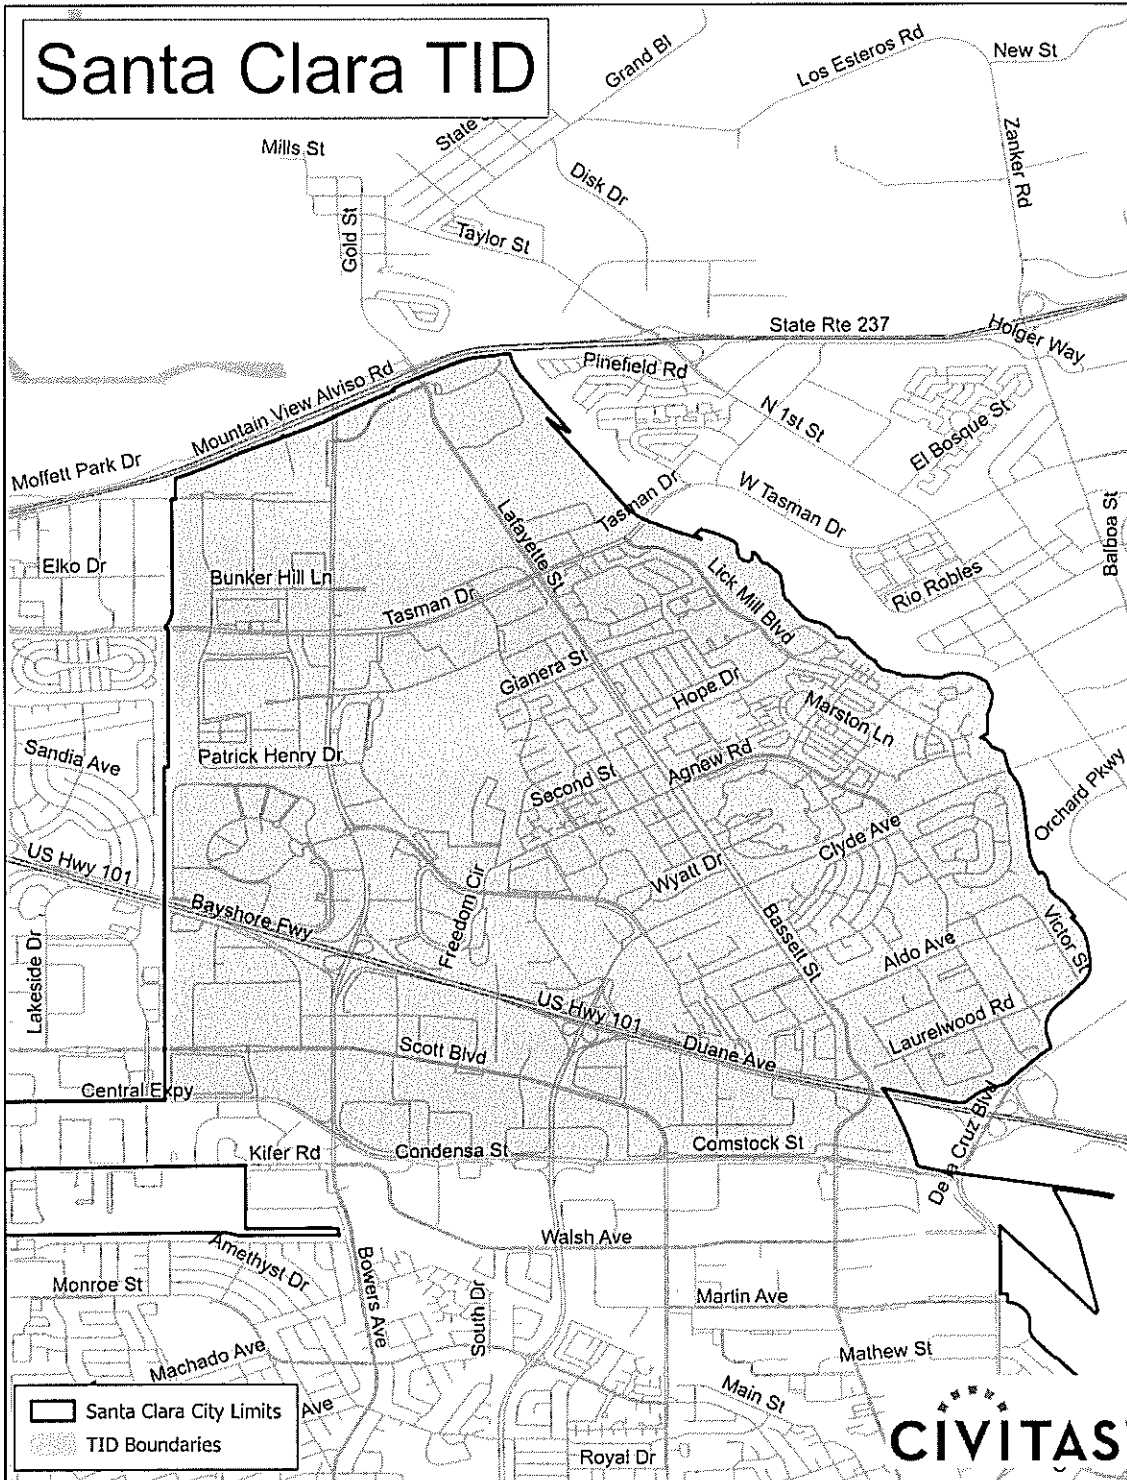 Santa Clara TID
Grand Bl
Los Esteros Rd
New St
State
Mills St
Zanker Rd
Disk Dr
Gold St
Taylor St
State Rte 237
Holger Way
Pinefield Rd
Mountain View Alviso Rd
N 1st St
El Bosque St
Moffett Park Dr
W Tasman Dr
Tasman Dr
Lafayette St
Balboa St
Elko Dr
Bunker Hill Ln
Lick Mill Blvd
Rio Robles
Tasman Dr
Gianera St
Hope Dr
Marston Ln
Sandia Ave
Patrick Henry Dr
Agnew Rd
Second St
Orchard Pkwy
Clyde Ave
US Hwy 101
Wyatt Dr
Bayshore Fwy
Freedom Cir
Bassett St
Victor St
Aldo Ave
Lakeside Dr
US Hwy 101
Laurelwood Rd
Scott Blvd
Duane Ave
Central Expy
De La Cruz Blvd
Kifer Rd
Condensa St
Comstock St
Walsh Ave
Amethyst Dr
Monroe St
Bowers Ave
South Dr
Martin Ave
Machado Ave
Mathew St
Main St
Ave
Royal Dr
Santa Clara City Limits
TID Boundaries
CIVITAS